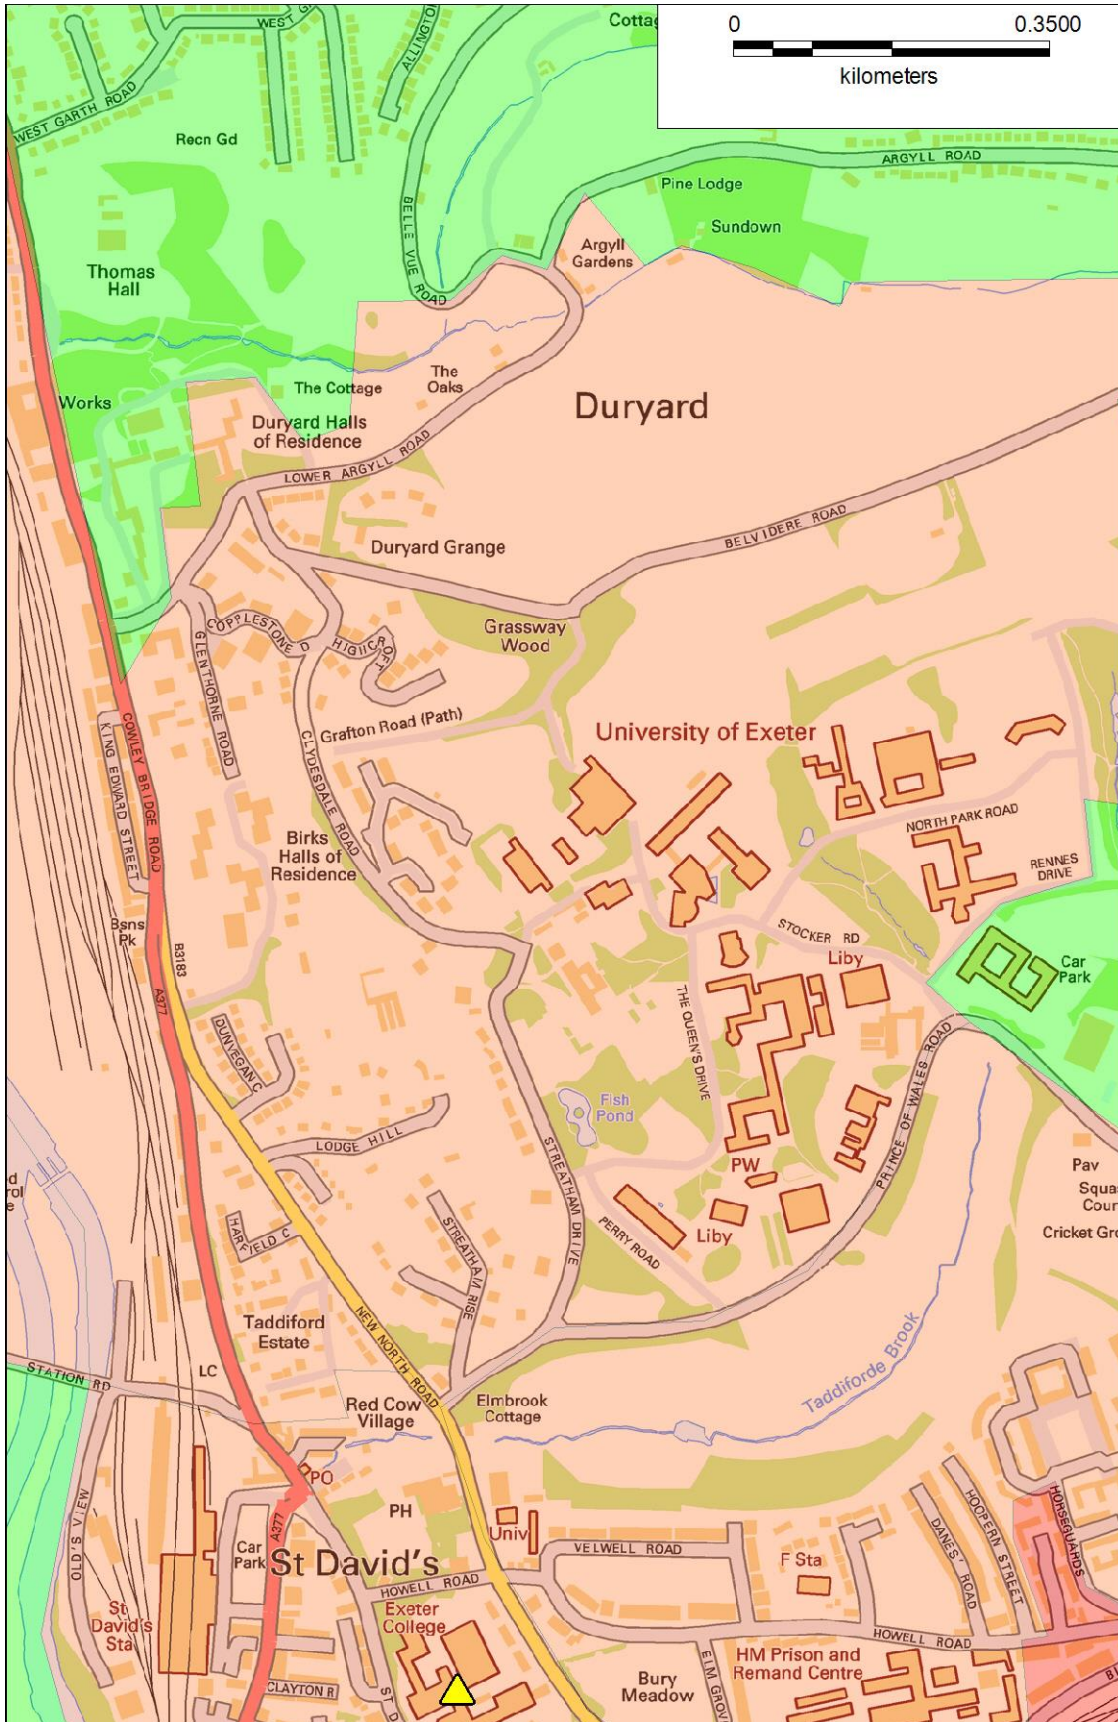 0 0.3500
kilometers
WEST GARTH ROAD
ALLINGTON
Recn Gd
ARGYLL ROAD
Pine Lodge
Sundown
BELLE VUE ROAD
Argyll
Gardens
Thomas
Hall
Works
The Cottage
The
Oaks
Duryard
Duryard Halls
of Residence
LOWER ARGYLL ROAD
BELVIDERE ROAD
Duryard Grange
Grassway
Wood
GLENTHORNE ROAD
COPPLESTONE D
HIGHCROFT
Grafton Road (Path)
University of Exeter
KING EDWARD STREET
COWLEY BRIDGE ROAD
CLYDESDALE ROAD
NORTH PARK ROAD
Birks
Halls of
Residence
RENNES
DRIVE
Bsns
Pk
B3183
A377
STOCKER RD
Liby
Car
Park
THE QUEEN'S DRIVE
DUNVEGAN C
Fish
Pond
PRINCE OF WALES ROAD
LODGE HILL
STREATHAM DRIVE
PW
Pav
HAREFIELD C
STREATHAM RISE
PERRY ROAD
Liby
Taddiford
Estate
NEW NORTH ROAD
Taddiforde Brook
STATION RD
LC
Red Cow
Village
Elmbrook
Cottage
PO
OLD'S VIEW
PH
Univ
A377
Car
Park
St David's
VELWELL ROAD
F Sta
DANES' ROAD
HOOPERN STREET
HORSEGUARDS
HOWELL ROAD
St
David's
Sta
Exeter
College
HOWELL ROAD
HM Prison and
Remand Centre
Bury
Meadow
CLAYTON R
ST D
ELM GROV